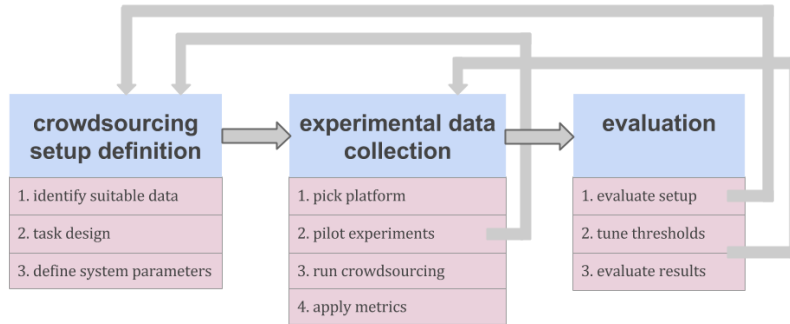 crowdsourcing
setup definition
1. identify suitable data
2. task design
3. define system parameters
experimental data
collection
1. pick platform
2. pilot experiments
3. run crowdsourcing
4. apply metrics
evaluation
1. evaluate setup
2. tune thresholds
3. evaluate results